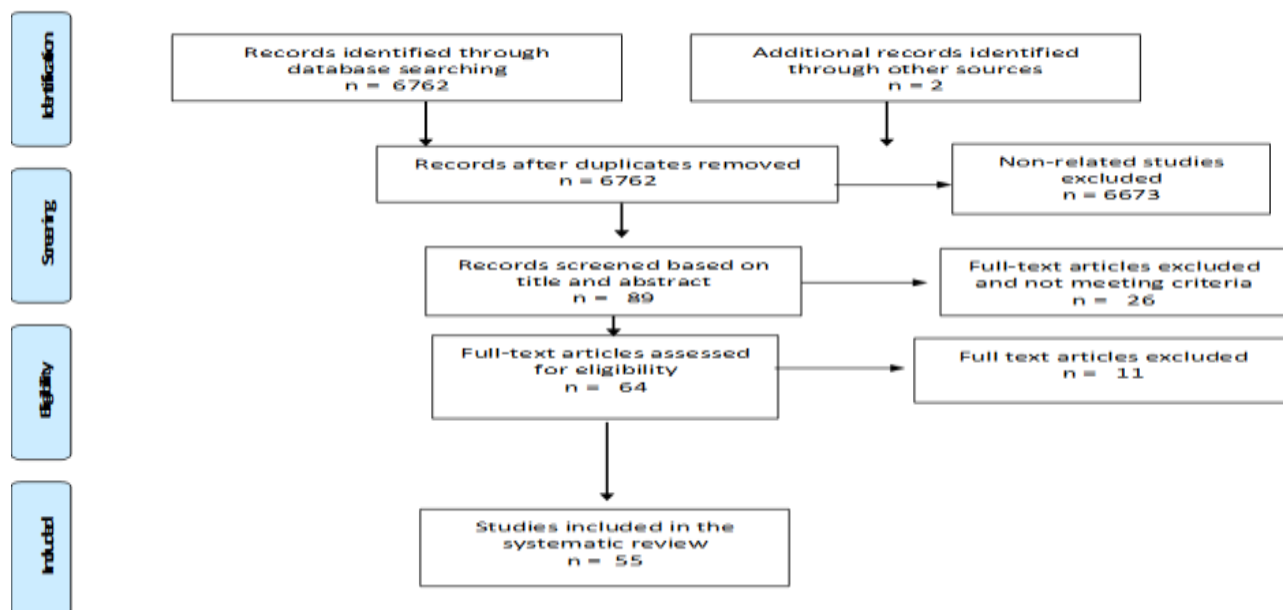 Identification
Records identified through
database searching
n = 6762
Additional records identified
through other sources
n = 2
Records after duplicates removed
n = 6762
Non-related studies
excluded
n = 6673
Screening
Records screened based on
title and abstract
n = 89
Full-text articles excluded
and not meeting criteria
n = 26
Eligibility
Full-text articles assessed
for eligibility
n = 64
Full text articles excluded
n = 11
Included
Studies included in the
systematic review
n = 55